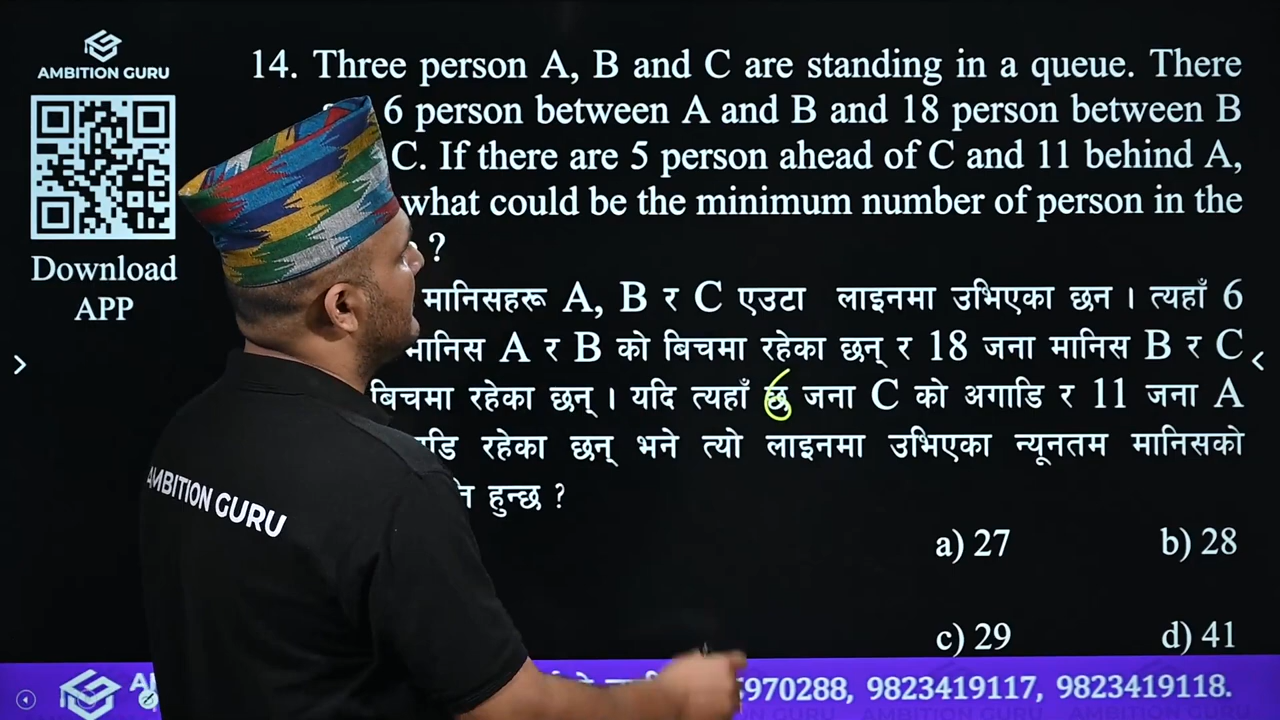 AMBITION GURU
Download
APP
14. Three person A, B and C are standing in a queue. There
6 person between A and B and 18 person between B
C. If there are 5 person ahead of C and 11 behind A,
what could be the minimum number of person in the
?
मानिसहरू A, B र C एउटा लाइनमा उभिएका छन । त्यहाँ 6
मानिस A र B को बिचमा रहेका छन् र 18 जना मानिस B र C
बिचमा रहेका छन् । यदि त्यहाँ छ जना C को अगाडि र 11 जना A
रहेका छन् भने त्यो लाइनमा उभिएका न्यूनतम मानिसको
हुन्छ ?
a) 27 b) 28
c) 29 d) 41
6
AMBITION GURU
970288, 9823419117, 9823419118.